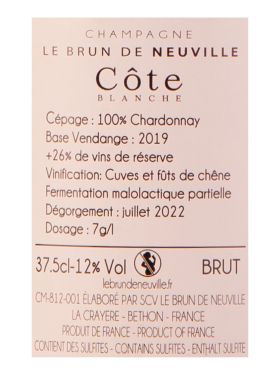 CHAMPAGNE
LE BRUN DE NEUVILLE
Côte
BLANCHE
Cépage : 100% Chardonnay
Base Vendange : 2019
+26% de vins de réserve
Vinification: Cuves et fûts de chêne
Fermentation malolactique partielle
Dégorgement : juillet 2022
Dosage : 7g/l
37.5cl-12% Vol BRUT
lebrundeneuville.fr
CM-812-001 ÉLABORÉ PAR SCV LE BRUN DE NEUVILLE
LA CRAYERE - BETHON - FRANCE
PRODUIT DE FRANCE - PRODUCT OF FRANCE
CONTIENT DES SULFITES - CONTAINS SULFITES - ENTHALT SULFITE